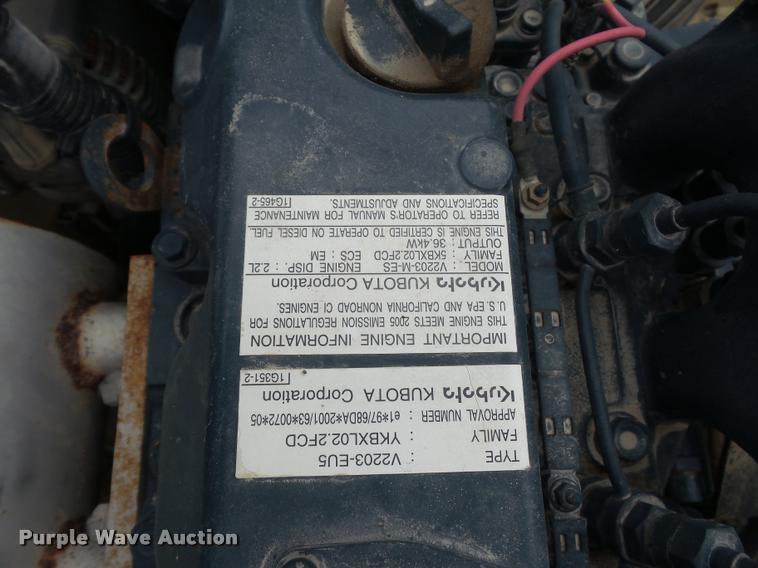 TYPE V2203-EU5
FAMILY YKBXL02.2FCD
APPROVAL NUMBER : e1*97/68DA*2001/63*0072*05
Kubota KUBOTA Corporation
1G351-2
IMPORTANT ENGINE INFORMATION
THIS ENGINE MEETS 2005 EMISSION REGULATIONS FOR
U.S. EPA AND CALIFORNIA NONROAD CI ENGINES.
Kubota KUBOTA Corporation
MODEL : V2203-M-ES ENGINE DISP. : 2.2L
FAMILY : 5KBXL02.2FCD ECS : EM
OUTPUT : 36.4kW
THIS ENGINE IS CERTIFIED TO OPERATE ON DIESEL FUEL
REFER TO OPERATOR'S MANUAL FOR MAINTENANCE
SPECIFICATIONS AND ADJUSTMENTS.
1G465-2
Purple Wave Auction